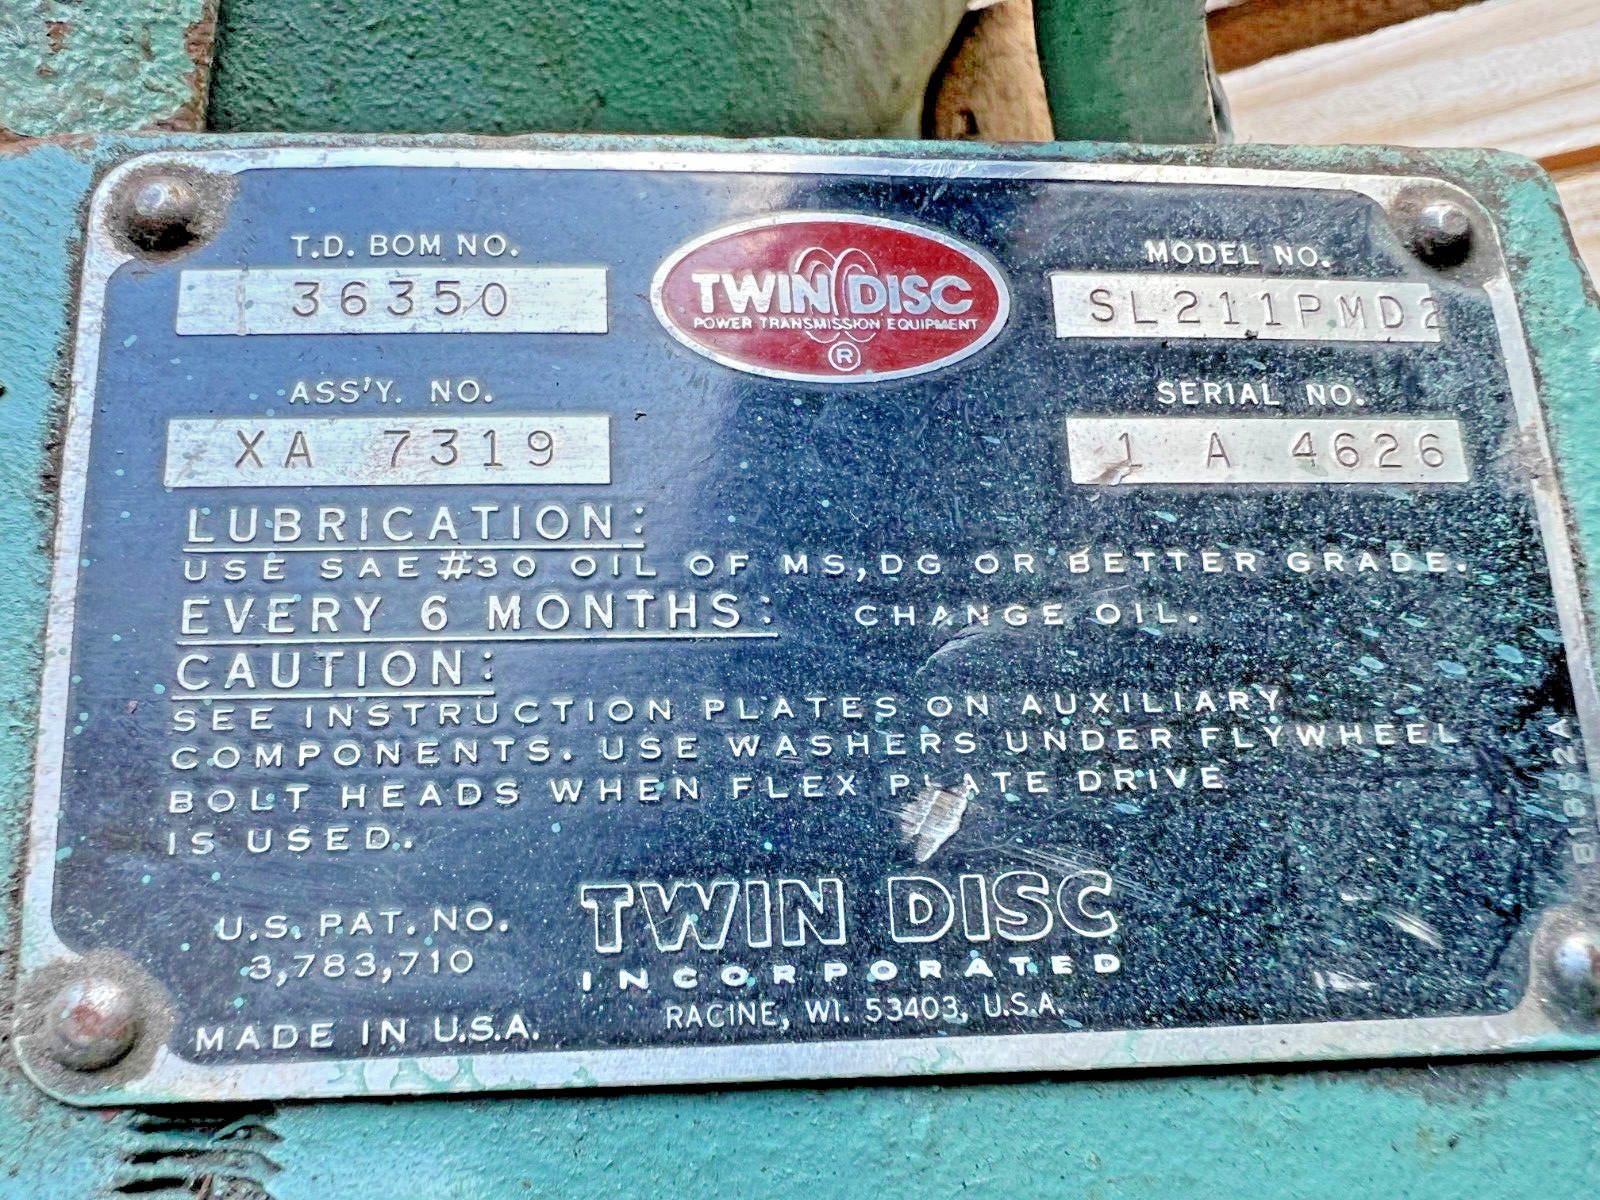 T.D. BOM NO.
36350
TWIN DISC
POWER TRANSMISSION EQUIPMENT
®
MODEL NO.
SL211PMD2
ASS'Y. NO.
XA 7319
SERIAL NO.
1 A 4626
LUBRICATION:
USE SAE #30 OIL OF MS,DG OR BETTER GRADE.
EVERY 6 MONTHS: CHANGE OIL.
CAUTION:
SEE INSTRUCTION PLATES ON AUXILIARY
COMPONENTS. USE WASHERS UNDER FLYWHEEL
BOLT HEADS WHEN FLEX PLATE DRIVE
IS USED.
U.S. PAT. NO.
3,783,710
MADE IN U.S.A.
TWIN DISC
INCORPORATED
RACINE, WI. 53403, U.S.A.